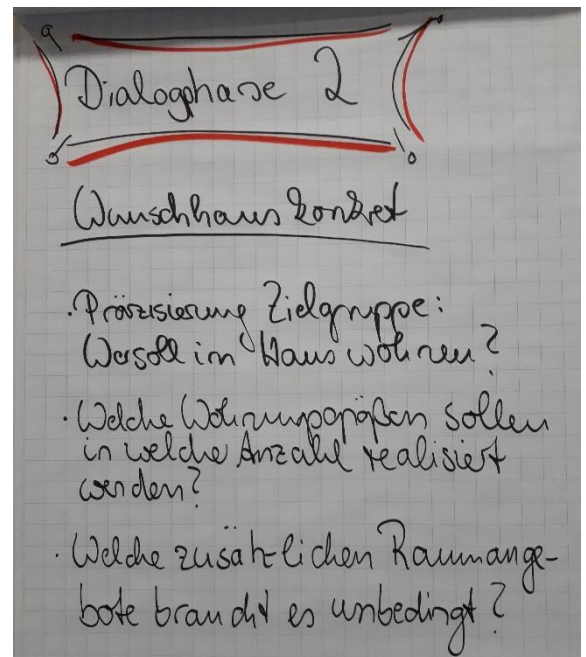 Dialogphase 2
Wunschhaus konkret
· Präzisierung Zielgruppe:
Wer soll im Haus wohnen?
· Welche Wohnungsgrößen sollen
in welche Anzahl realisiert
werden?
· Welche zusätzlichen Raumange-
bote braucht es unbedingt?